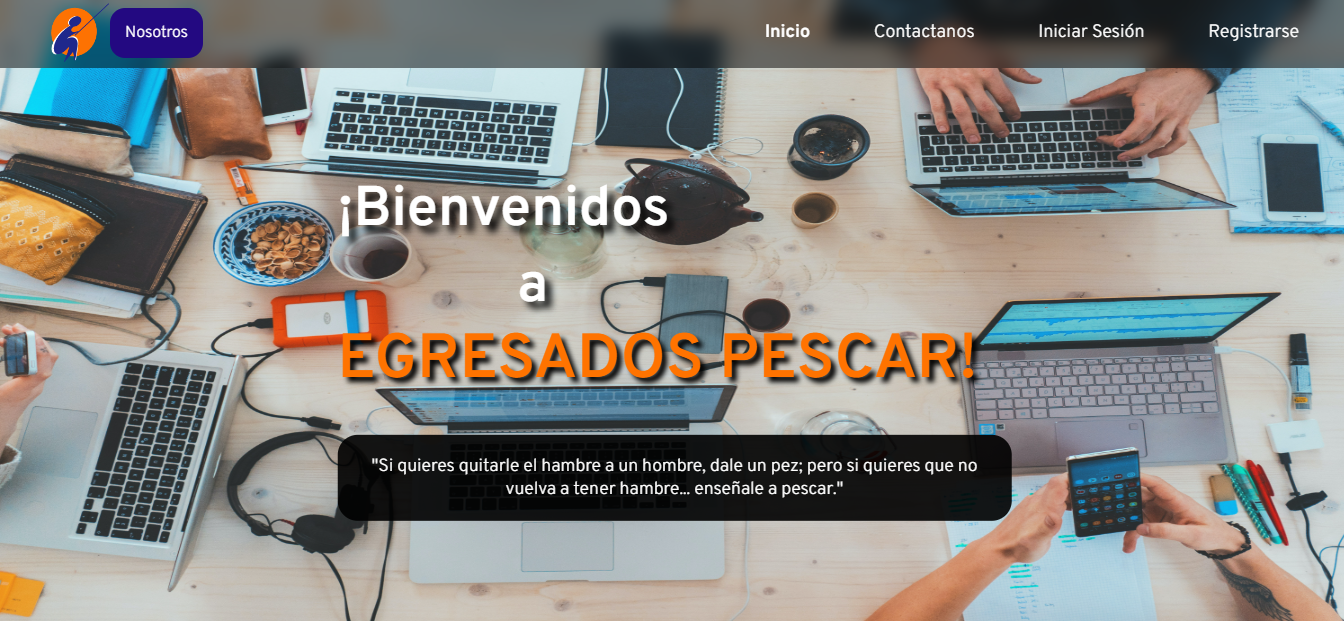 Nosotros
Inicio
Contactanos
Iniciar Sesión
Registrarse
¡Bienvenidos
a
EGRESADOS PESCAR!
"Si quieres quitarle el hambre a un hombre, dale un pez; pero si quieres que no
vuelva a tener hambre... enseñale a pescar."